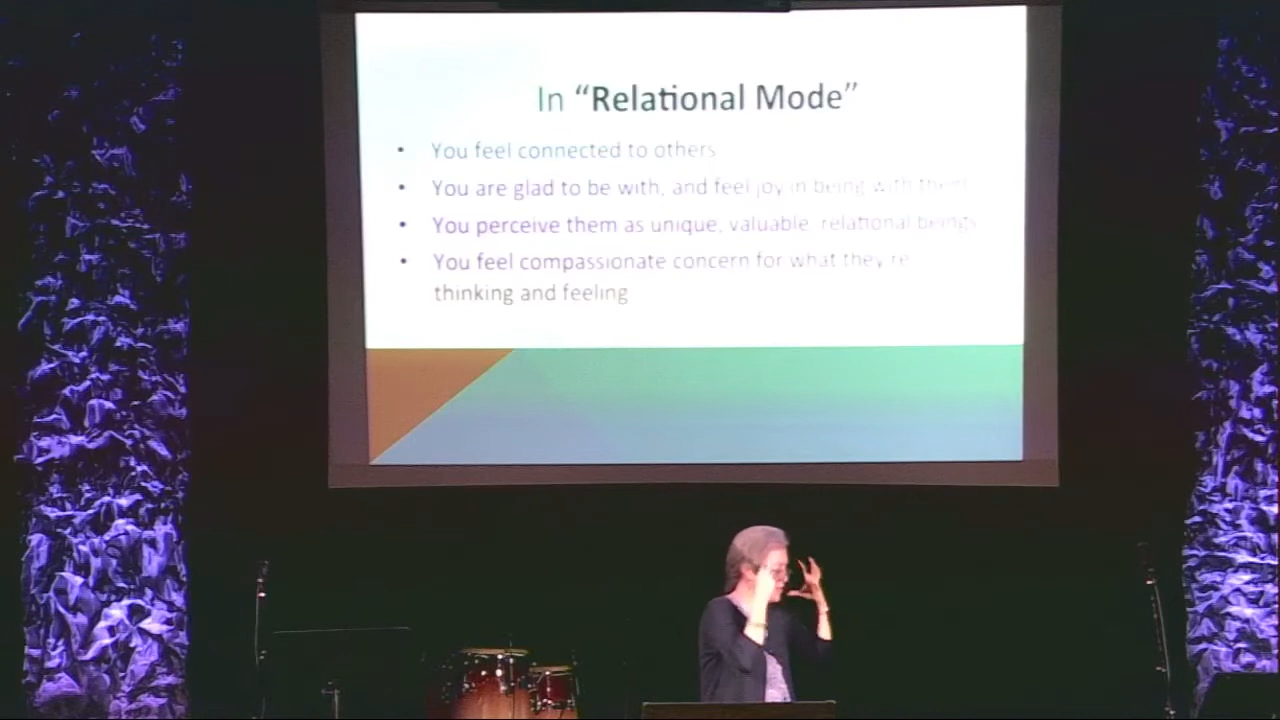 In “Relational Mode”
• You feel connected to others
• You are glad to be with, and feel joy in being with them
• You perceive them as unique, valuable, relational beings
• You feel compassionate concern for what they're
thinking and feeling